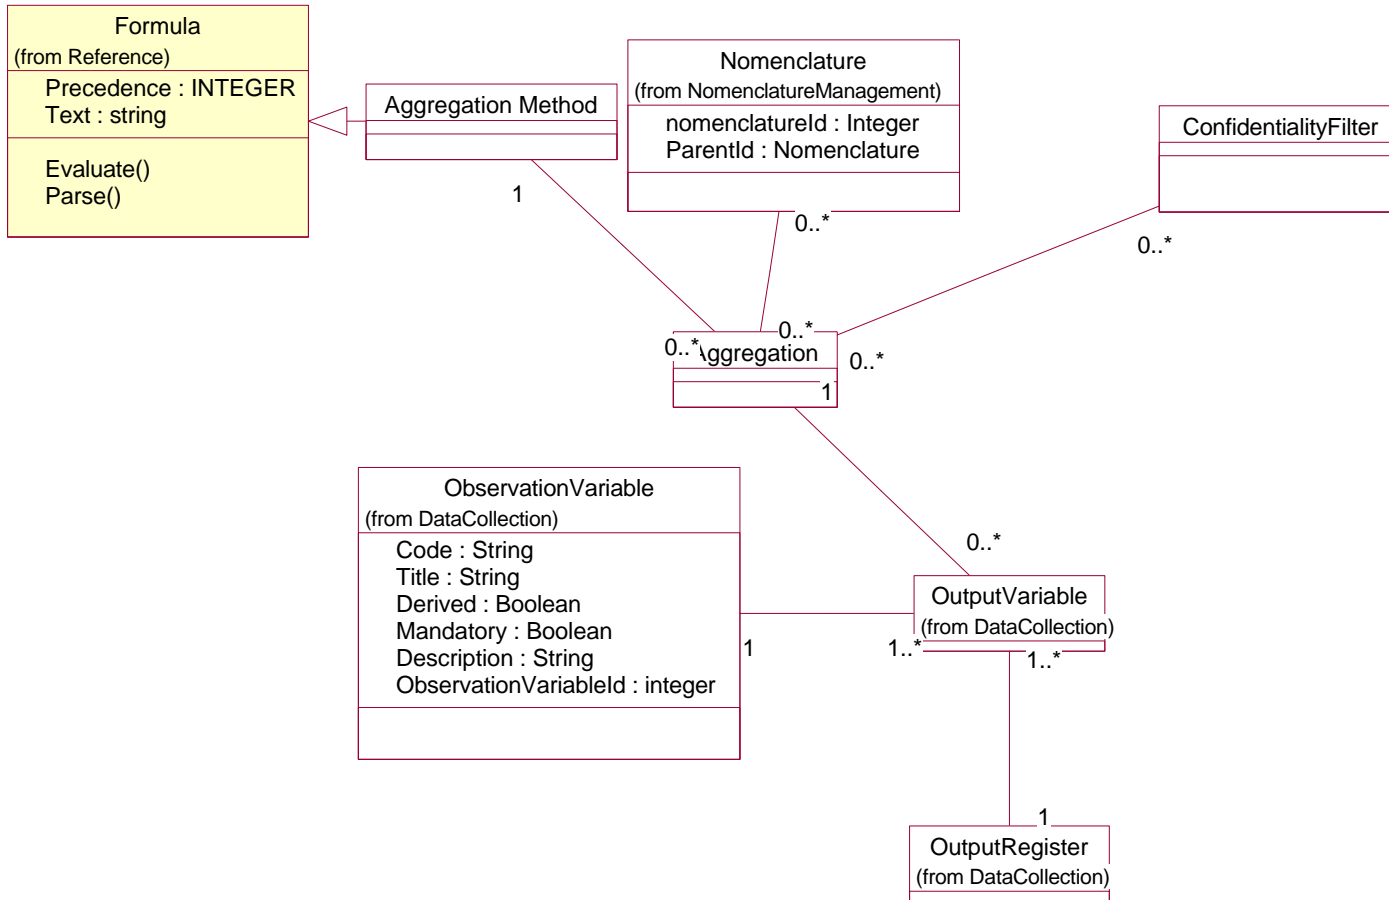 Formula
(from Reference)
Precedence : INTEGER
Text : string
Evaluate()
Parse()
Aggregation Method
1
Nomenclature
(from NomenclatureManagement)
nomenclatureId : Integer
ParentId : Nomenclature
0..*
ConfidentialityFilter
0..*
0..*
0..*
Aggregation
0..*
1
ObservationVariable
(from DataCollection)
Code : String
Title : String
Derived : Boolean
Mandatory : Boolean
Description : String
ObservationVariableId : integer
1
0..*
OutputVariable
(from DataCollection)
1..*
1..*
1
OutputRegister
(from DataCollection)